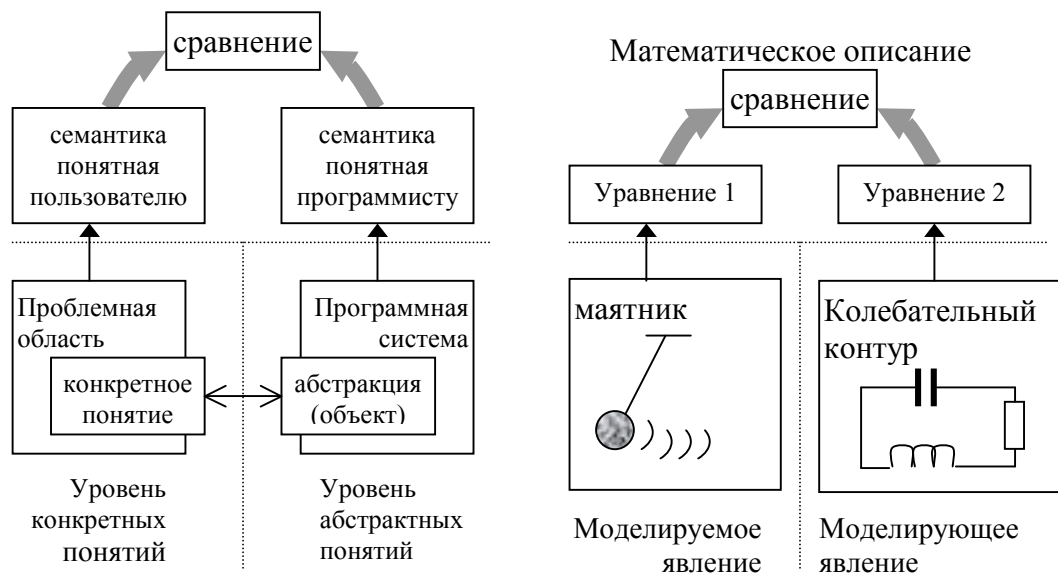 сравнение
семантика
понятная
пользователю
семантика
понятная
программисту
Проблемная
область
конкретное
понятие
Программная
система
абстракция
(объект)
Уровень
конкретных
понятий
Уровень
абстрактных
понятий
Математическое описание
сравнение
Уравнение 1
Уравнение 2
маятник
Колебательный
контур
Моделируемое
явление
Моделирующее
явление